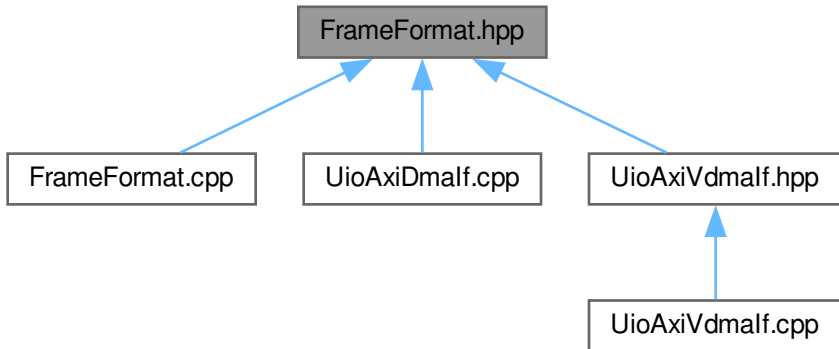 FrameFormat.hpp
FrameFormat.cpp
UioAxiDmaIf.cpp
UioAxiVdmaIf.hpp
UioAxiVdmaIf.cpp